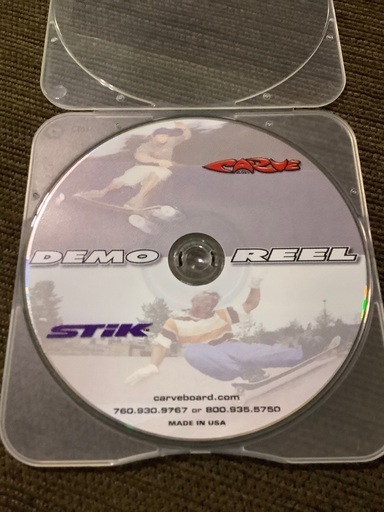 CARVE
DEMO REEL
STiK
carveboard.com
760.930.9767 or 800.935.5750
MADE IN USA